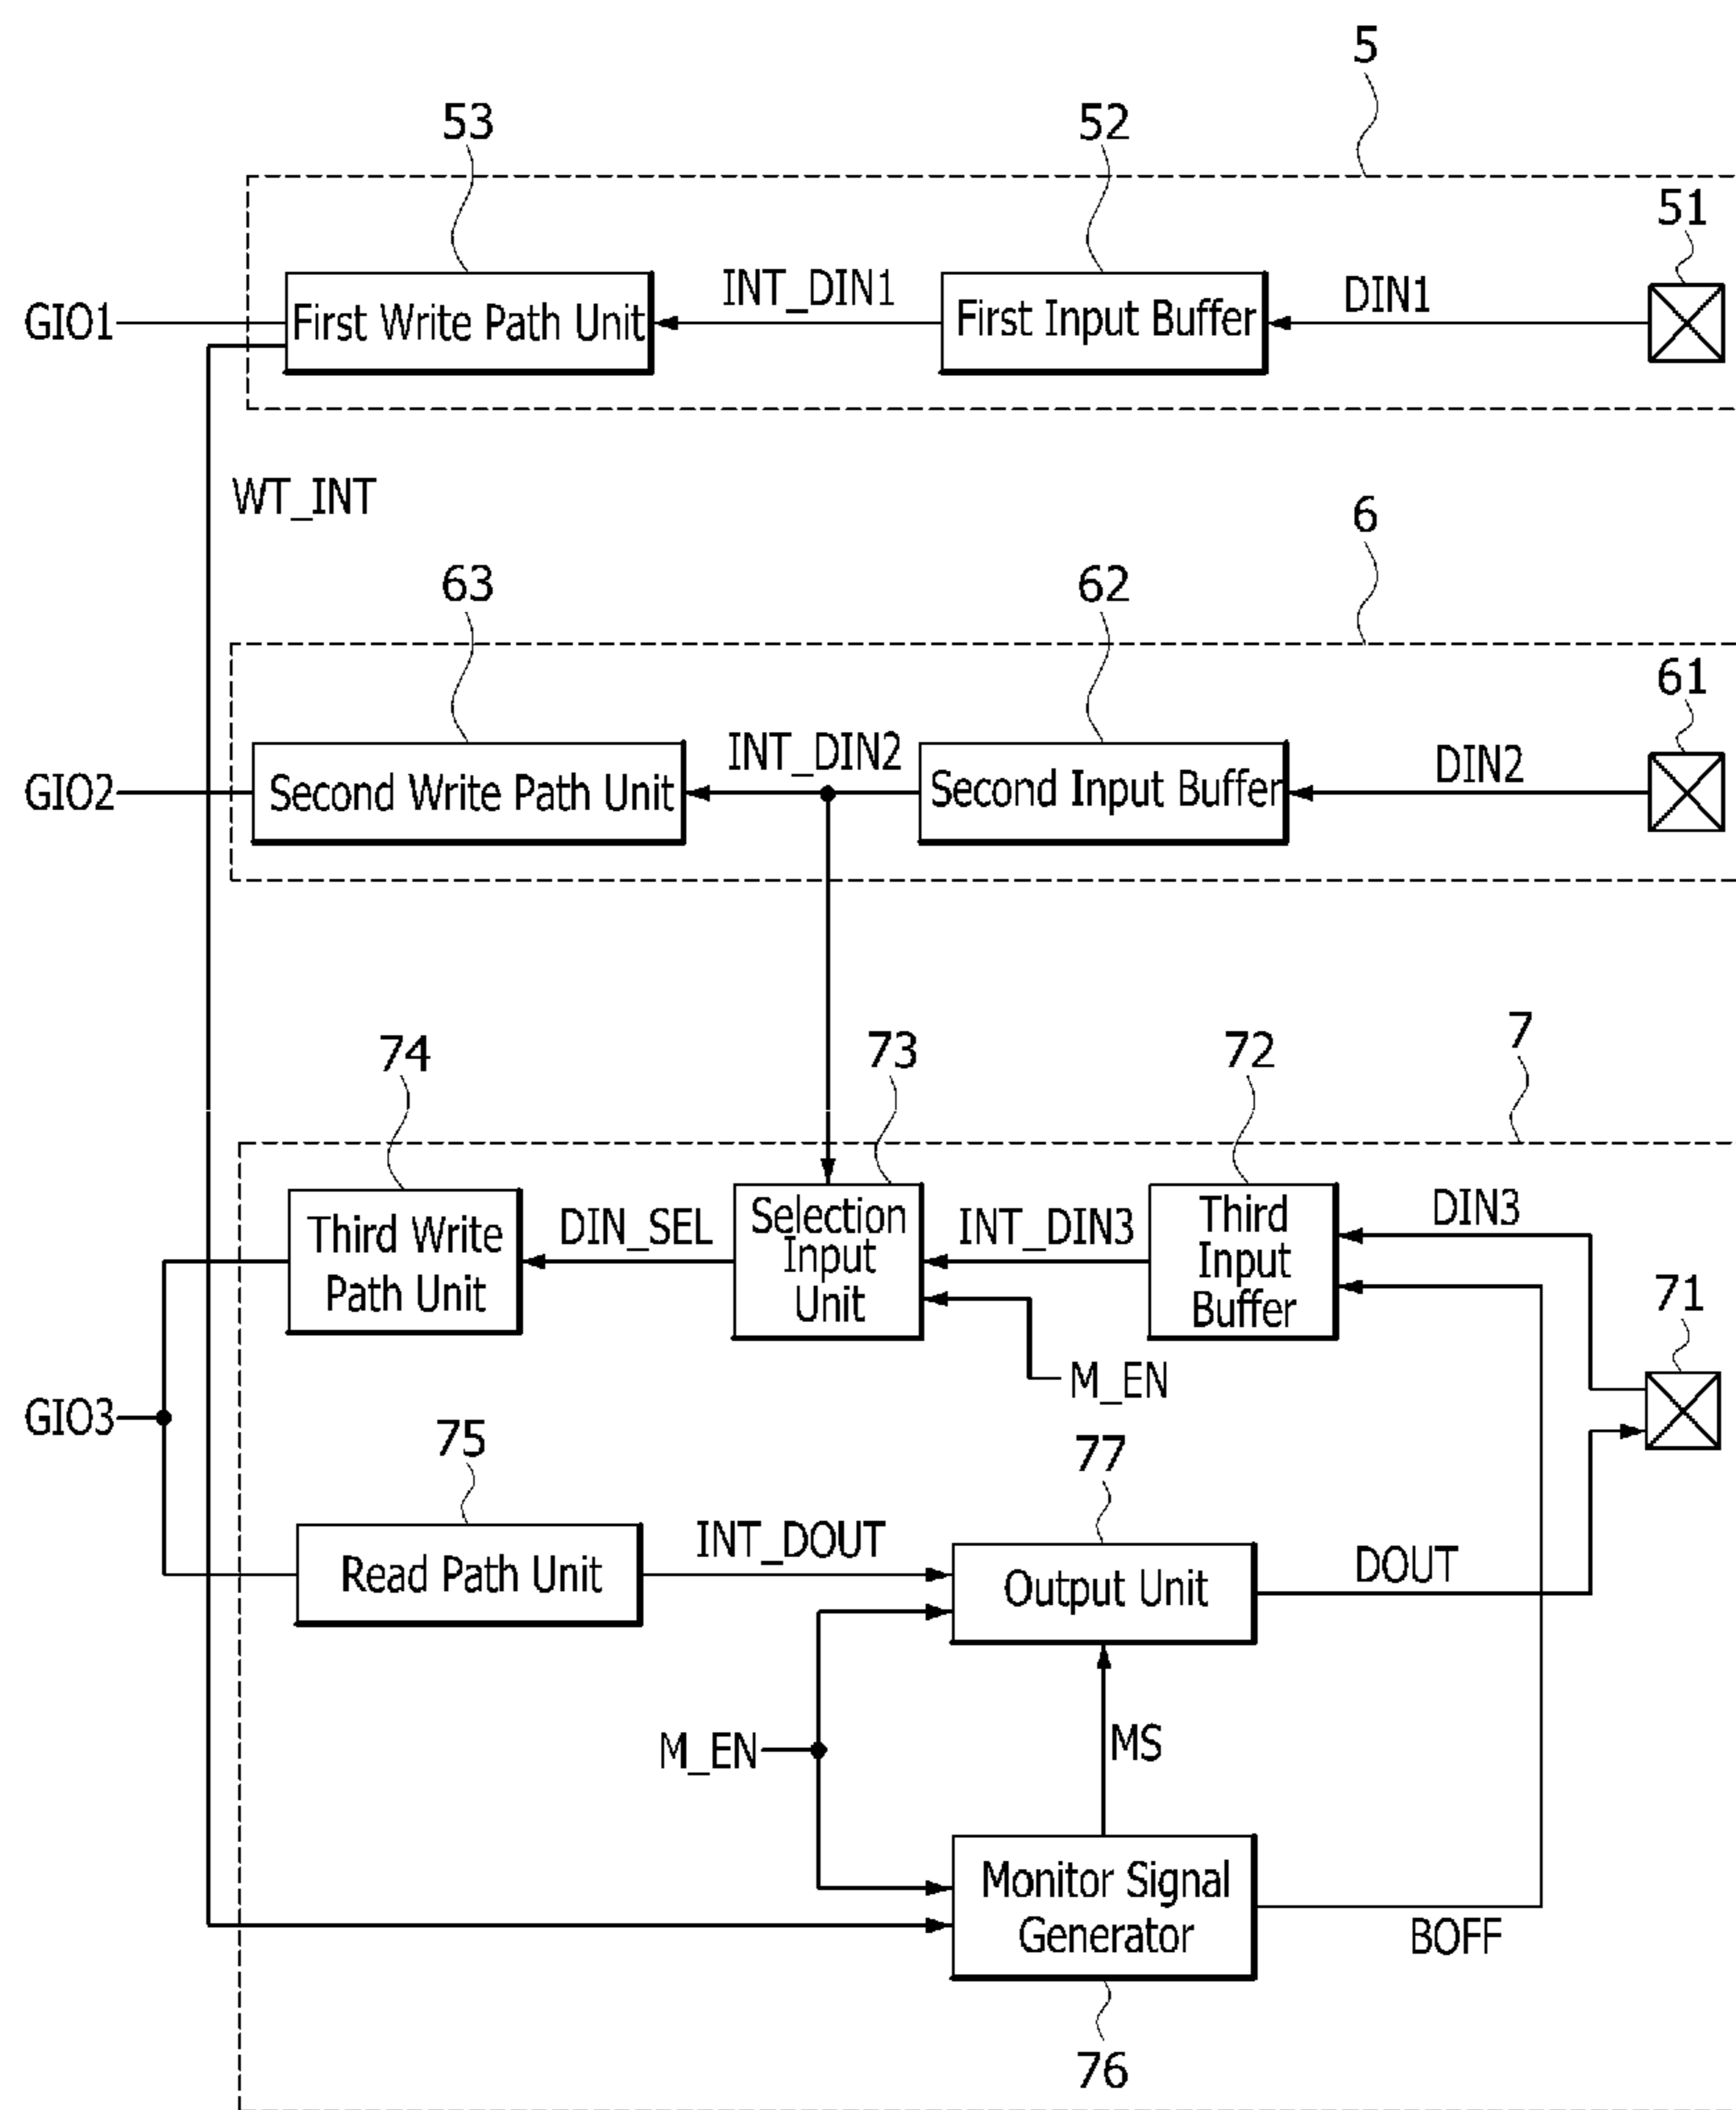 5
53
52
51
GIO1
First Write Path Unit
INT_DIN1
First Input Buffer
DIN1
WT_INT
6
63
62
61
GIO2
Second Write Path Unit
INT_DIN2
Second Input Buffer
DIN2
7
74
73
72
71
Third Write
Path Unit
DIN_SEL
Selection
Input
Unit
INT_DIN3
Third
Input
Buffer
DIN3
M_EN
GIO3
75
77
Read Path Unit
INT_DOUT
Output Unit
DOUT
M_EN
MS
Monitor Signal
Generator
BOFF
76